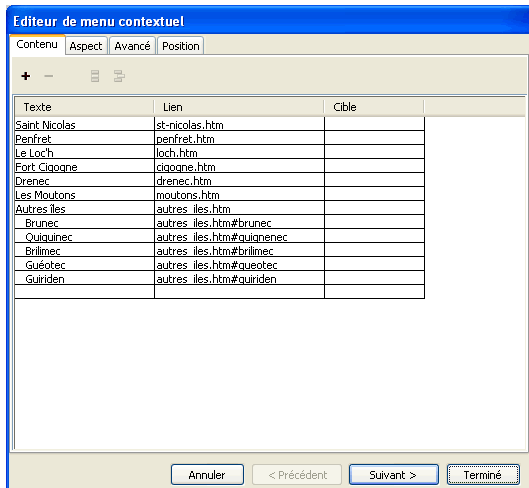 Editeur de menu contextuel
Contenu Aspect Avancé Position
Texte Lien Cible
Saint Nicolas st-nicolas.htm
Penfret penfret.htm
Le Loc'h loch.htm
Fort Cigogne cigogne.htm
Drenec drenec.htm
Les Moutons moutons.htm
Autres îles autres_iles.htm
Brunec autres_iles.htm#brunec
Quiquinec autres_iles.htm#quignenec
Brilimec autres_iles.htm#brilimec
Guéotec autres_iles.htm#gueotec
Guiriden autres_iles.htm#guiriden
Annuler < Précédent Suivant > Terminé